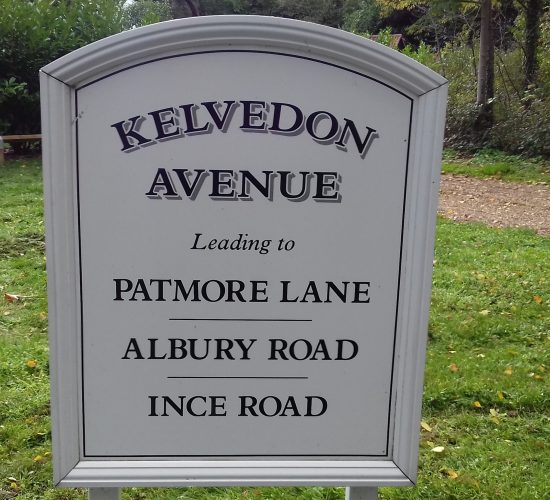 KELVEDON
AVENUE
Leading to
PATMORE LANE
ALBURY ROAD
INCE ROAD